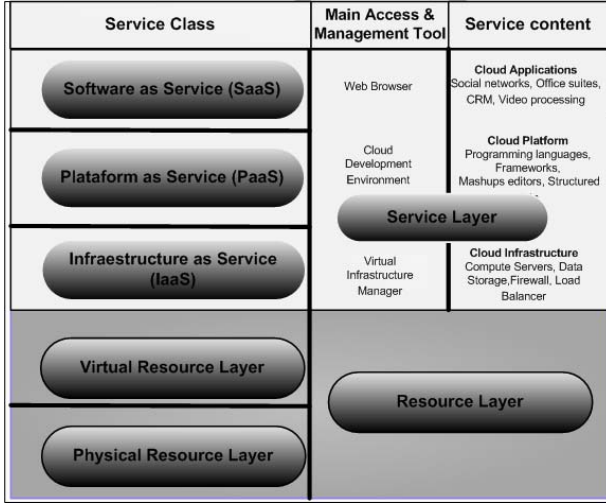 Service Class
Main Access &
Management Tool
Service content
Software as Service (SaaS)
Web Browser
Cloud Applications
Social networks, Office suites,
CRM, Video processing
Plataform as Service (PaaS)
Cloud
Development
Environment
Cloud Platform
Programming languages,
Frameworks,
Mashups editors, Structured
Service Layer
Infraestructure as Service
(IaaS)
Virtual
Infrastructure
Manager
Cloud Infrastructure
Compute Servers, Data
Storage,Firewall, Load
Balancer
Virtual Resource Layer
Resource Layer
Physical Resource Layer